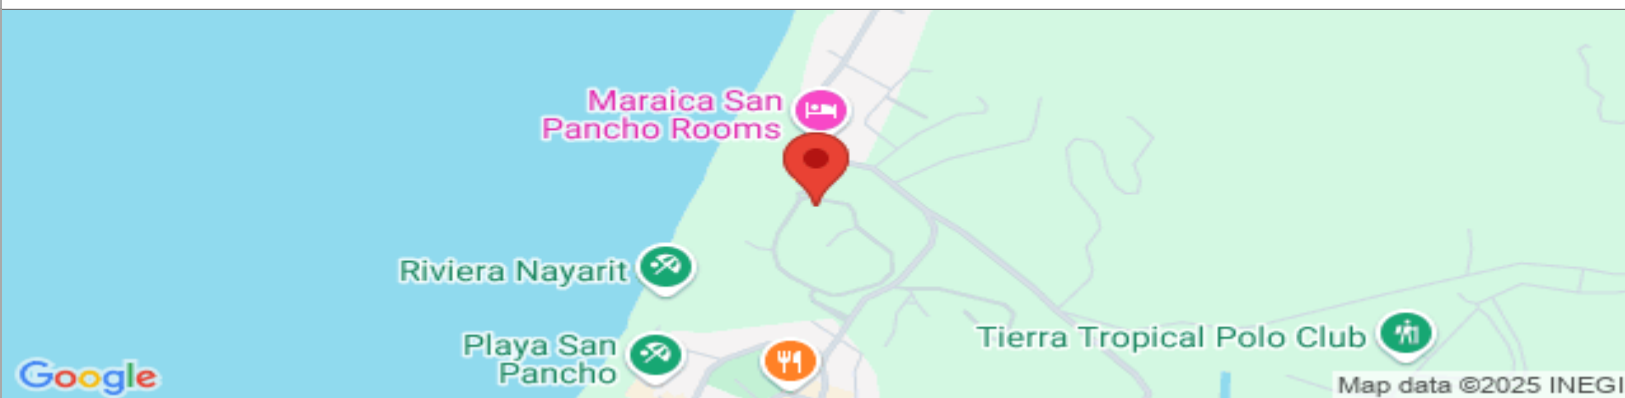 Maraica San
Pancho Rooms
Riviera Nayarit
Tierra Tropical Polo Club
Playa San
Pancho
Google
Map data ©2025 INEGI